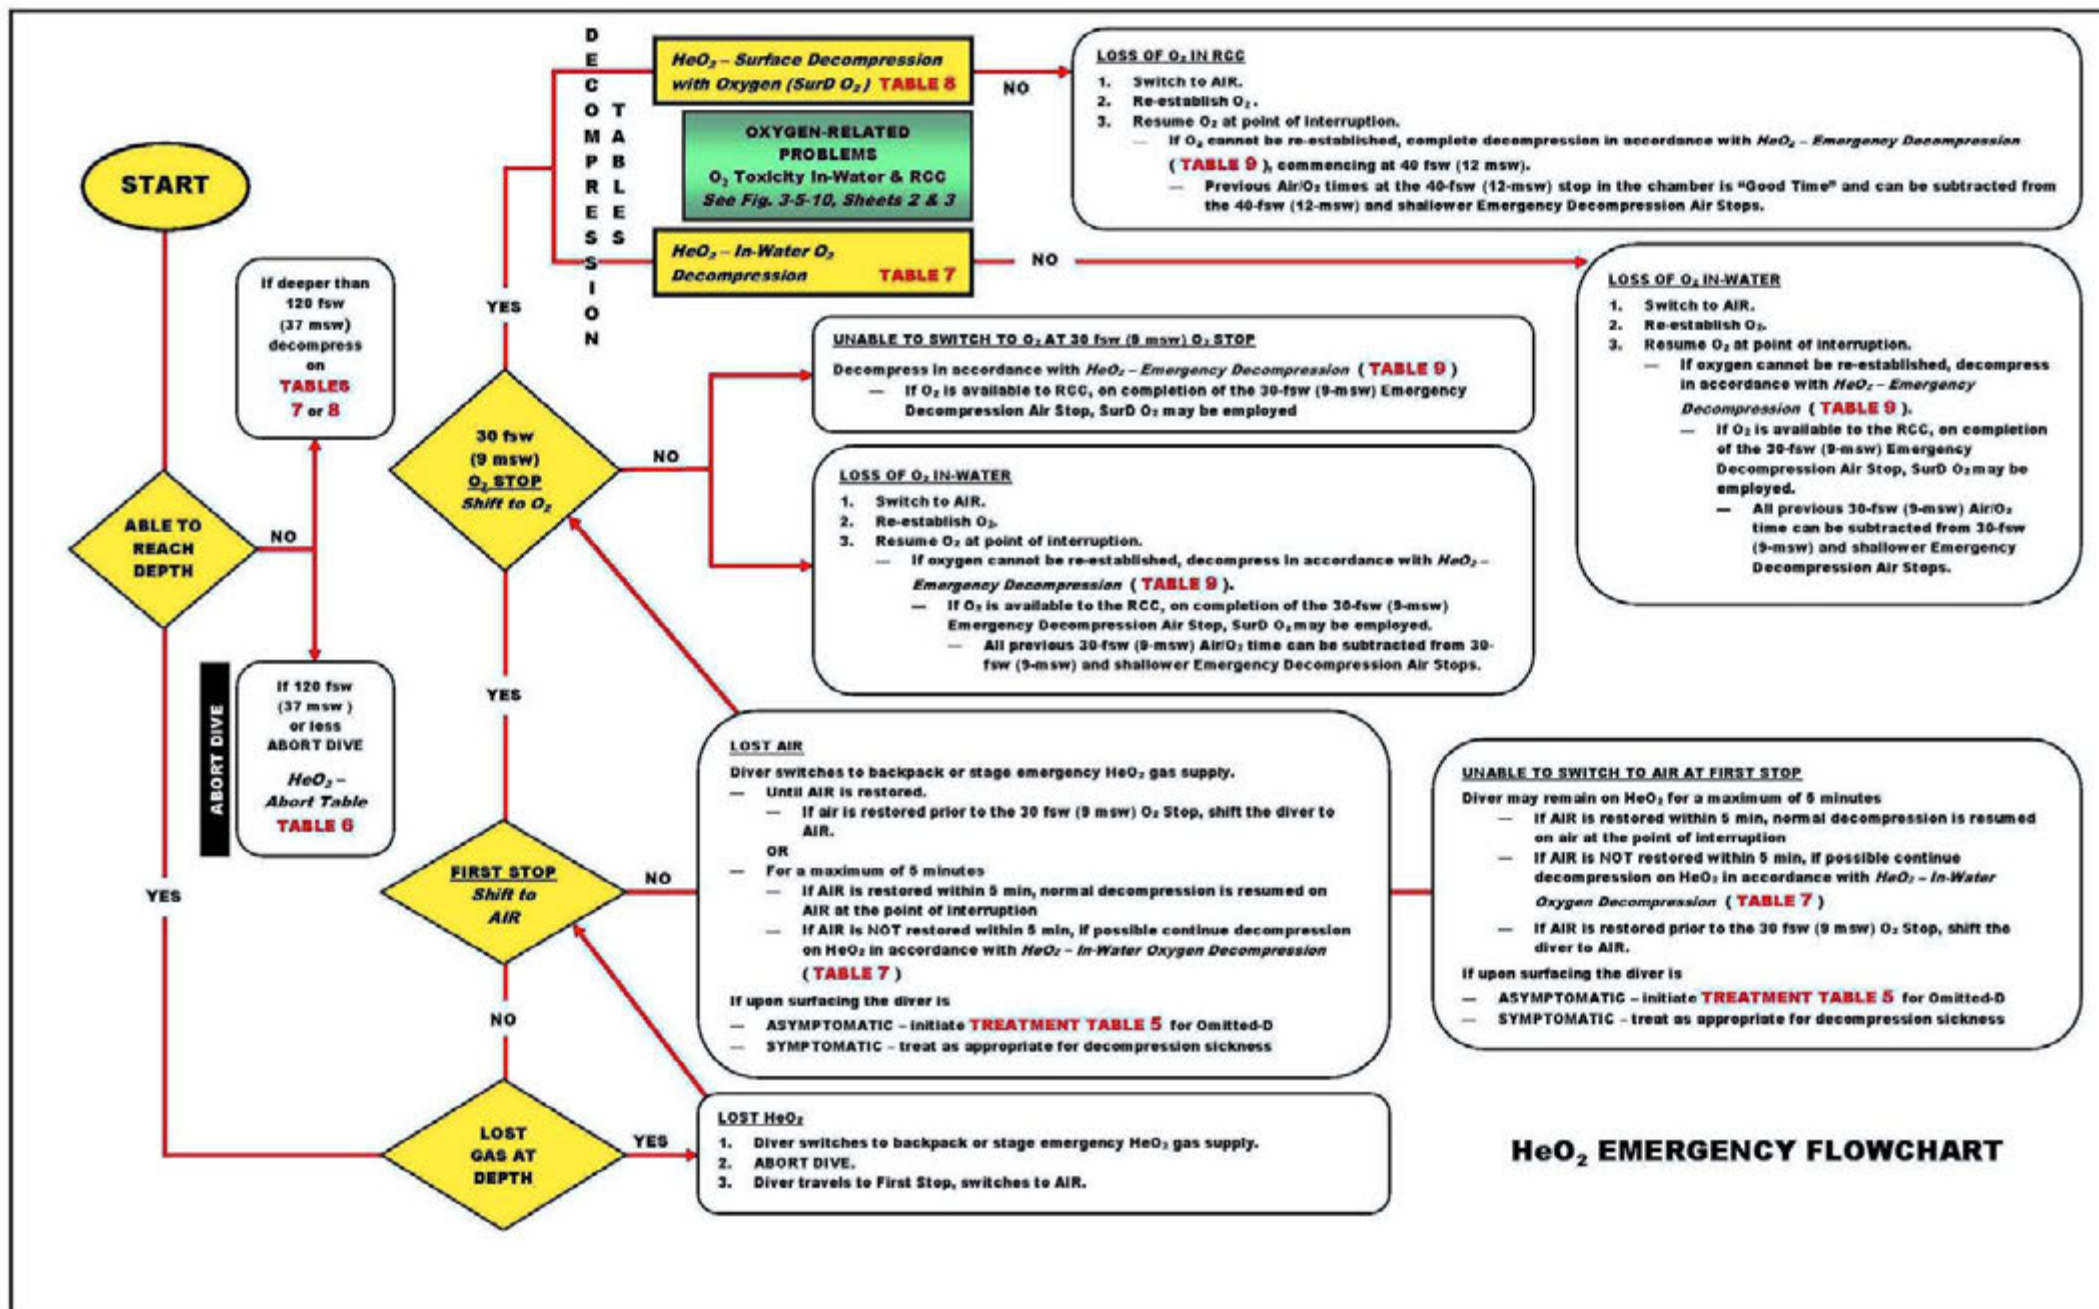 START
ABLE TO
REACH
DEPTH
NO
If deeper than
120 fsw
(37 msw)
decompress
on
TABLES
7 or 8
ABORT DIVE
If 120 fsw
(37 msw )
or less
ABORT DIVE
HeO₂ –
Abort Table
TABLE 6
YES
DECOMPRESSION
TABLES
HeO₂ – Surface Decompression
with Oxygen (SurD O₂) TABLE 8
NO
OXYGEN-RELATED
PROBLEMS
O₂ Toxicity In-Water & RCC
See Fig. 3-5-10, Sheets 2 & 3
HeO₂ – In-Water O₂
Decompression TABLE 7
NO
LOSS OF O₂ IN RCC
1. Switch to AIR.
2. Re-establish O₂.
3. Resume O₂ at point of interruption.
— If O₂ cannot be re-established, complete decompression in accordance with HeO₂ – Emergency Decompression
( TABLE 9 ), commencing at 40 fsw (12 msw).
— Previous Air/O₂ times at the 40-fsw (12-msw) stop in the chamber is “Good Time” and can be subtracted from
the 40-fsw (12-msw) and shallower Emergency Decompression Air Stops.
LOSS OF O₂ IN-WATER
1. Switch to AIR.
2. Re-establish O₂.
3. Resume O₂ at point of interruption.
— If oxygen cannot be re-established, decompress
in accordance with HeO₂ – Emergency
Decompression ( TABLE 9 ).
— If O₂ is available to the RCC, on completion
of the 30-fsw (9-msw) Emergency
Decompression Air Stop, SurD O₂ may be
employed.
— All previous 30-fsw (9-msw) Air/O₂
time can be subtracted from 30-fsw
(9-msw) and shallower Emergency
Decompression Air Stops.
YES
30 fsw
(9 msw)
O₂ STOP
Shift to O₂
NO
UNABLE TO SWITCH TO O₂ AT 30 fsw (9 msw) O₂ STOP
Decompress in accordance with HeO₂ – Emergency Decompression ( TABLE 9 )
— If O₂ is available to RCC, on completion of the 30-fsw (9-msw) Emergency
Decompression Air Stop, SurD O₂ may be employed
LOSS OF O₂ IN-WATER
1. Switch to AIR.
2. Re-establish O₂.
3. Resume O₂ at point of interruption.
— If oxygen cannot be re-established, decompress in accordance with HeO₂ –
Emergency Decompression ( TABLE 9 ).
— If O₂ is available to the RCC, on completion of the 30-fsw (9-msw)
Emergency Decompression Air Stop, SurD O₂ may be employed.
— All previous 30-fsw (9-msw) Air/O₂ time can be subtracted from 30-
fsw (9-msw) and shallower Emergency Decompression Air Stops.
YES
FIRST STOP
Shift to
AIR
NO
LOST AIR
Diver switches to backpack or stage emergency HeO₂ gas supply.
— Until AIR is restored.
— If air is restored prior to the 30 fsw (9 msw) O₂ Stop, shift the diver to
AIR.
OR
— For a maximum of 5 minutes
— If AIR is restored within 5 min, normal decompression is resumed on
AIR at the point of interruption
— If AIR is NOT restored within 5 min, if possible continue decompression
on HeO₂ in accordance with HeO₂ – In-Water Oxygen Decompression
( TABLE 7 )
If upon surfacing the diver is
— ASYMPTOMATIC – initiate TREATMENT TABLE 5 for Omitted-D
— SYMPTOMATIC – treat as appropriate for decompression sickness
UNABLE TO SWITCH TO AIR AT FIRST STOP
Diver may remain on HeO₂ for a maximum of 5 minutes
— If AIR is restored within 5 min, normal decompression is resumed
on air at the point of interruption
— If AIR is NOT restored within 5 min, if possible continue
decompression on HeO₂ in accordance with HeO₂ – In-Water
Oxygen Decompression ( TABLE 7 )
— If AIR is restored prior to the 30 fsw (9 msw) O₂ Stop, shift the
diver to AIR.
If upon surfacing the diver is
— ASYMPTOMATIC – initiate TREATMENT TABLE 5 for Omitted-D
— SYMPTOMATIC – treat as appropriate for decompression sickness
NO
LOST
GAS AT
DEPTH
YES
LOST HeO₂
1. Diver switches to backpack or stage emergency HeO₂ gas supply.
2. ABORT DIVE.
3. Diver travels to First Stop, switches to AIR.
HeO₂ EMERGENCY FLOWCHART